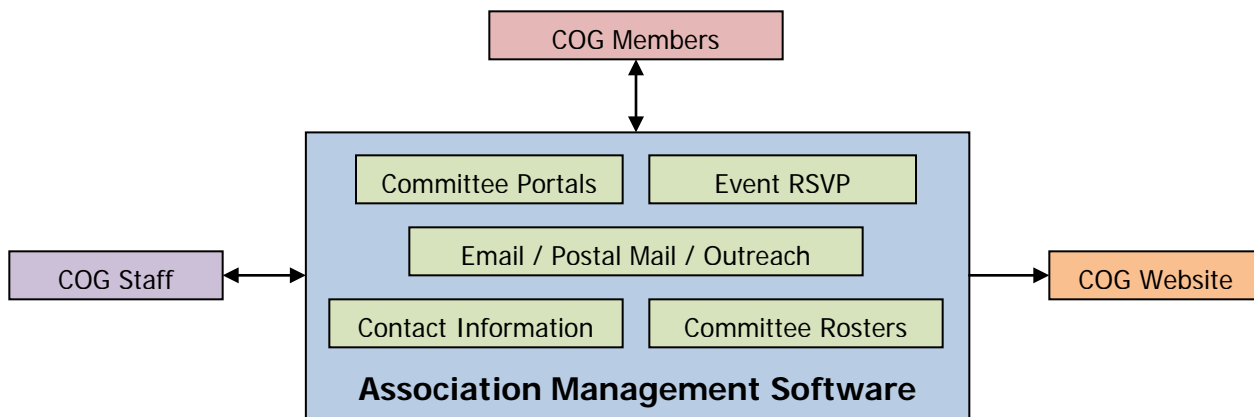 COG Members
Committee Portals
Event RSVP
Email / Postal Mail / Outreach
COG Staff
COG Website
Contact Information
Committee Rosters
Association Management Software